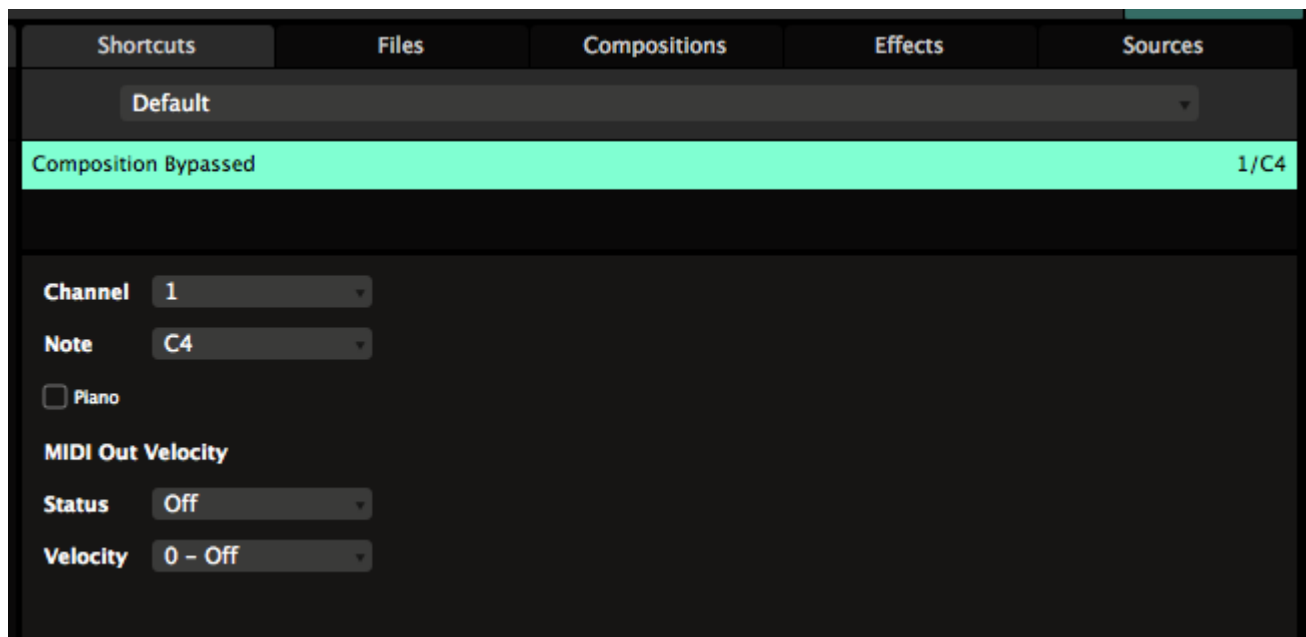 Shortcuts Files Compositions Effects Sources
Default
Composition Bypassed 1/C4
Channel 1
Note C4
Piano
MIDI Out Velocity
Status Off
Velocity 0 – Off